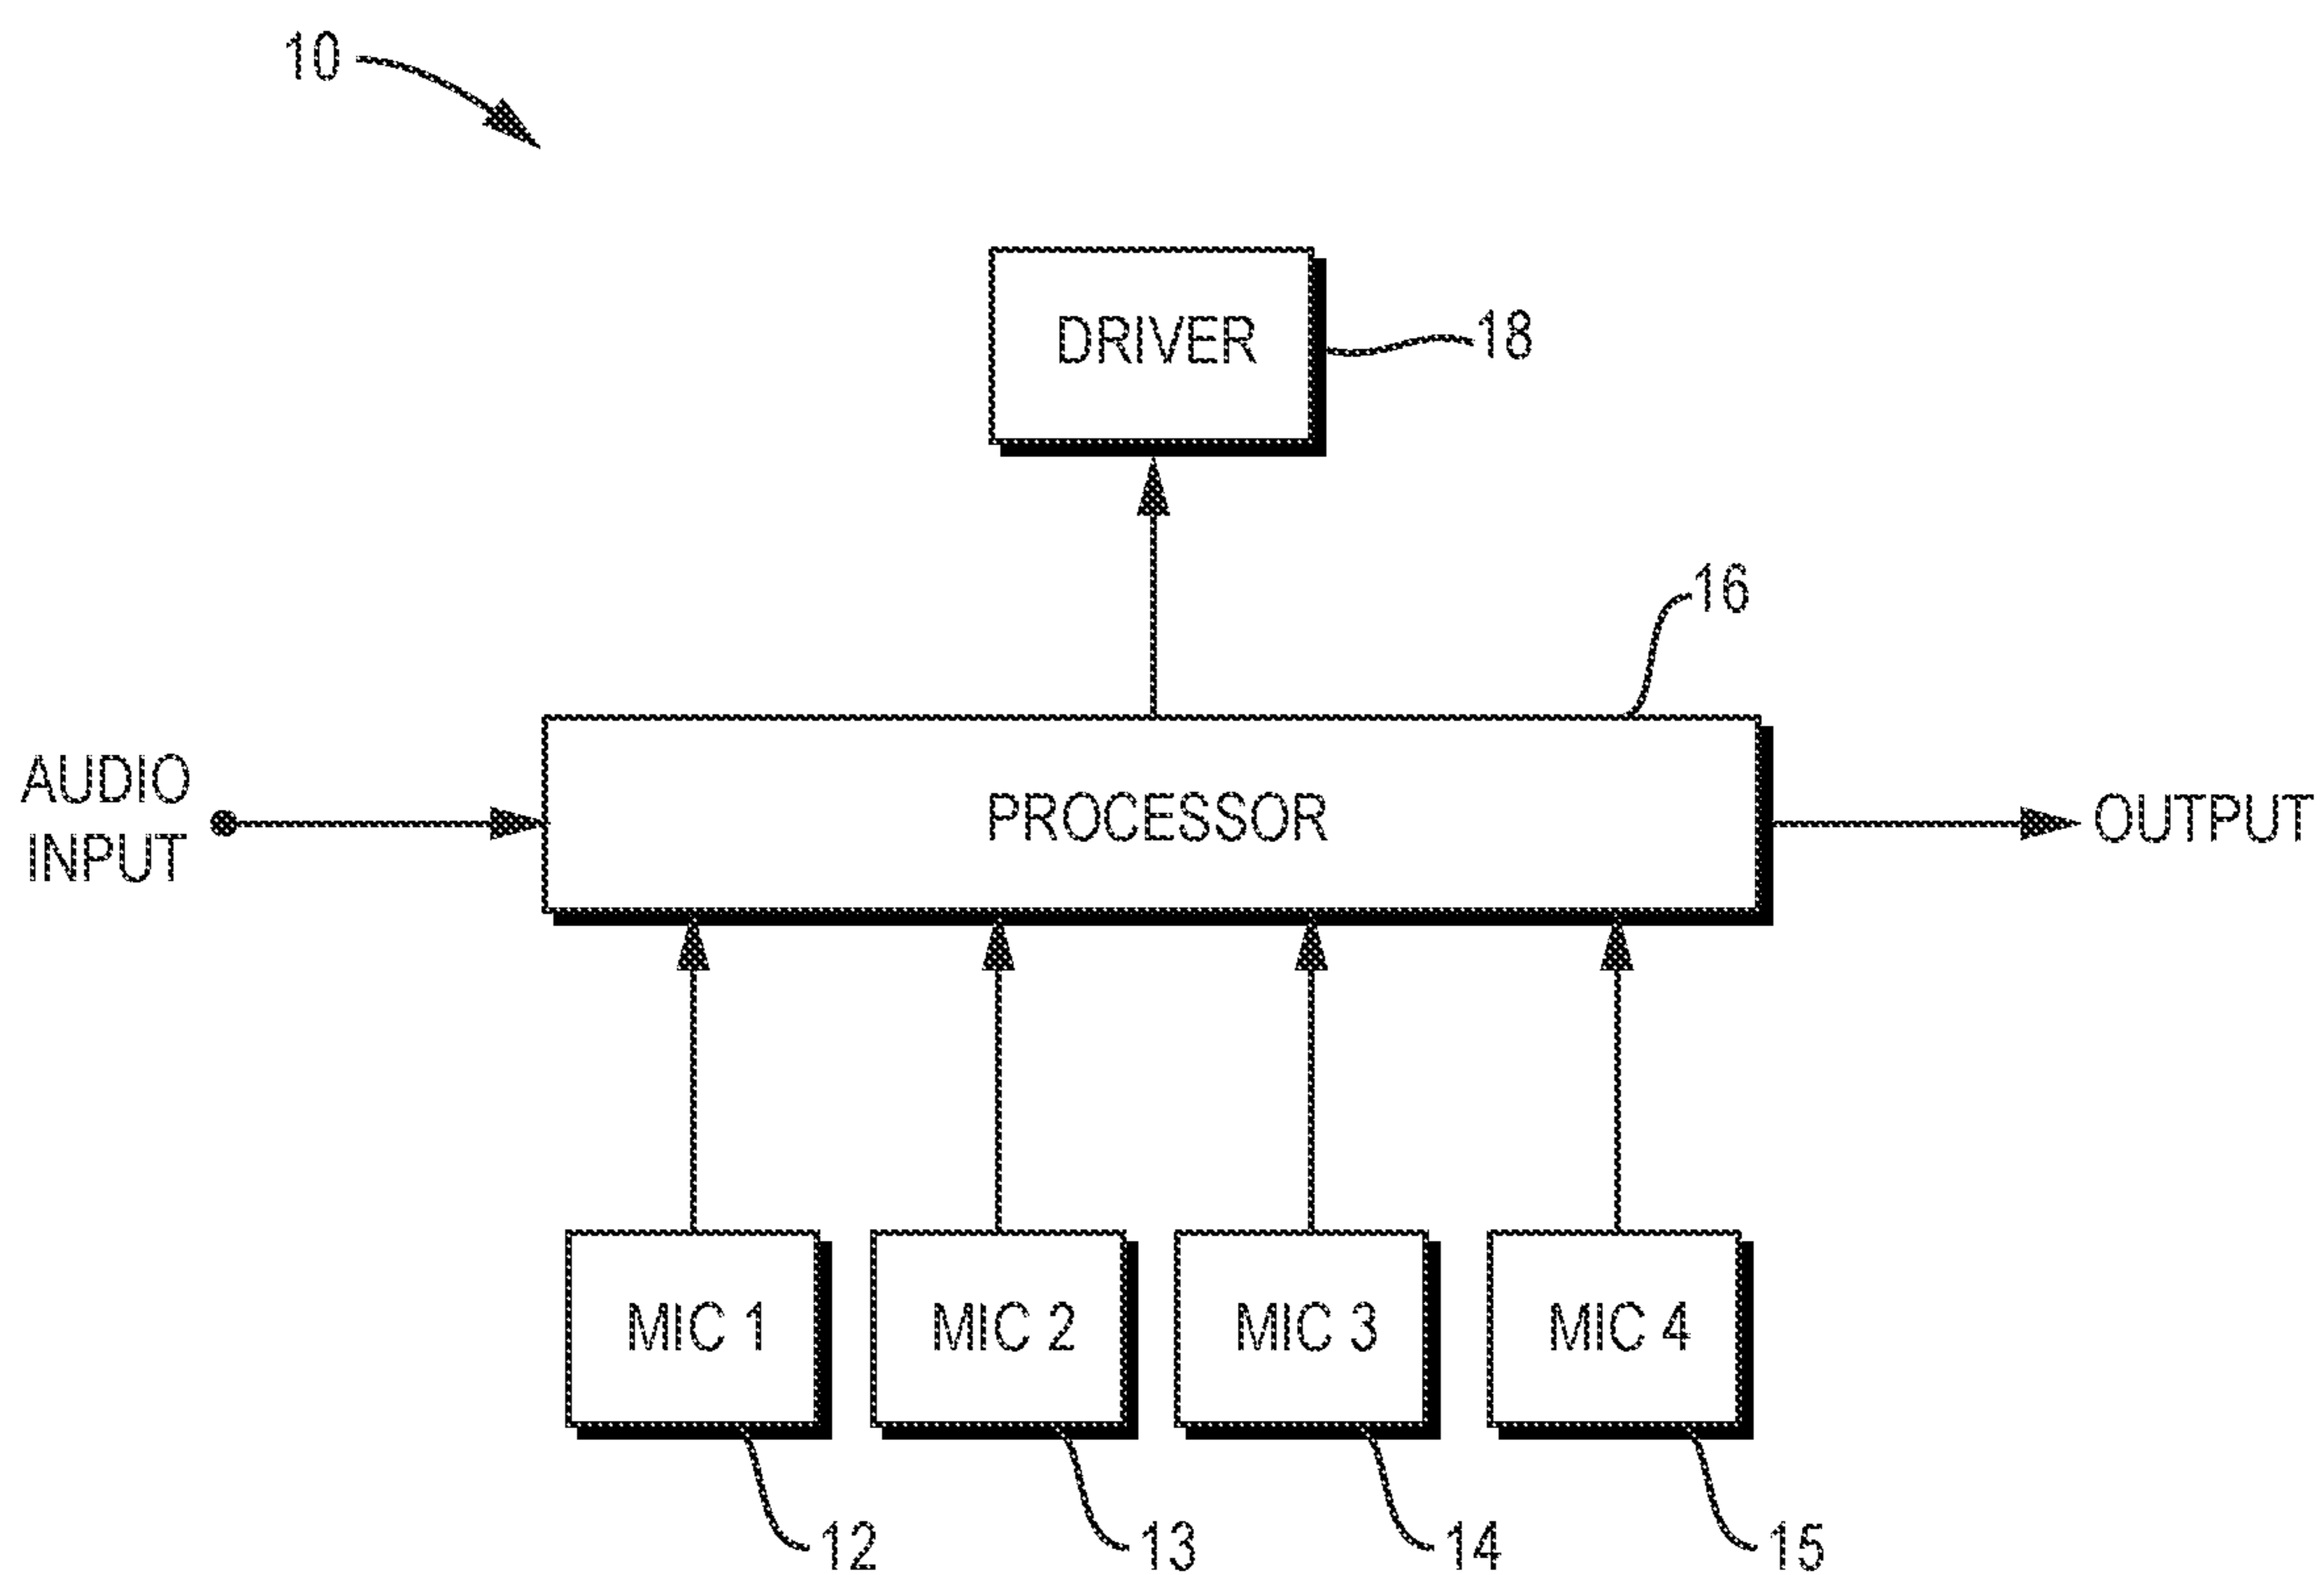 10
DRIVER
18
16
AUDIO
INPUT
PROCESSOR
OUTPUT
MIC 1
MIC 2
MIC 3
MIC 4
12
13
14
15